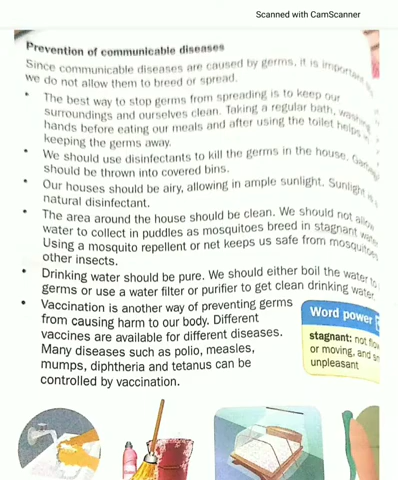 Scanned with CamScanner
Prevention of communicable diseases
Since communicable diseases are caused by germs, it is important
we do not allow them to breed or spread.
• The best way to stop germs from spreading is to keep our
surroundings and ourselves clean. Taking a regular bath, washing
hands before eating our meals and after using the toilet helps
keeping the germs away.
• We should use disinfectants to kill the germs in the house.
should be thrown into covered bins.
• Our houses should be airy, allowing in ample sunlight. Sunlight is
natural disinfectant.
• The area around the house should be clean. We should not allow
water to collect in puddles as mosquitoes breed in stagnant water
Using a mosquito repellent or net keeps us safe from mosquitoes
other insects.
• Drinking water should be pure. We should either boil the water to
germs or use a water filter or purifier to get clean drinking water.
• Vaccination is another way of preventing germs
from causing harm to our body. Different
vaccines are available for different diseases.
Many diseases such as polio, measles,
mumps, diphtheria and tetanus can be
controlled by vaccination.
Word power
stagnant: not
or moving, and
unpleasant